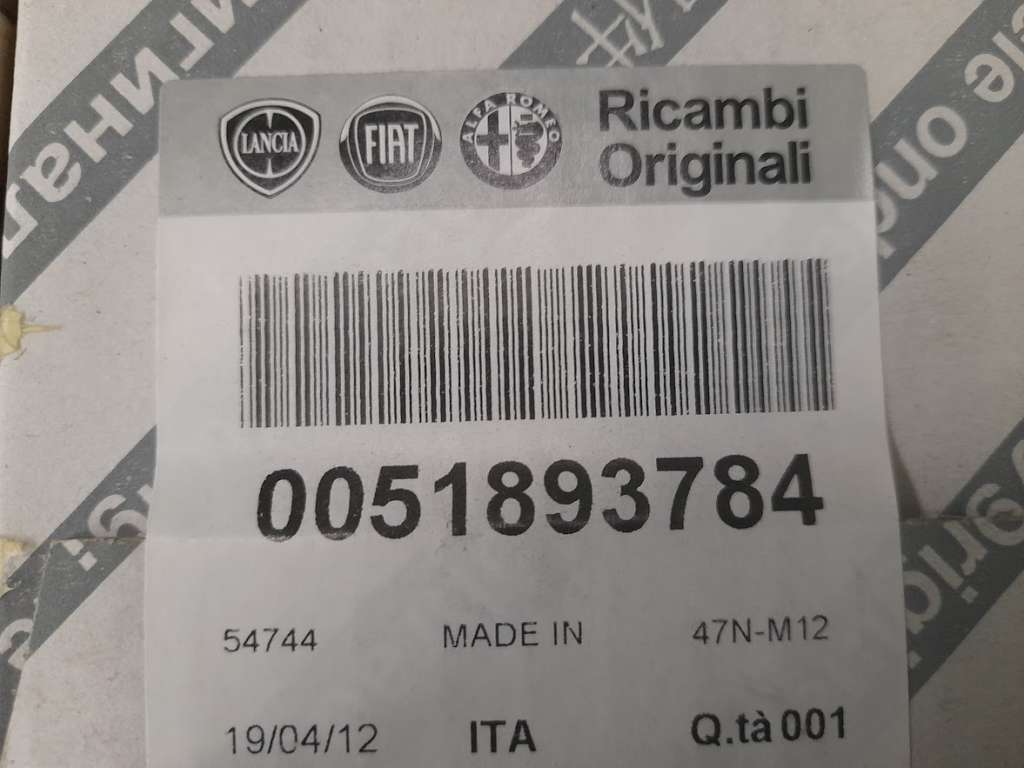 LANCIA
FIAT
ALFA ROMEO
Ricambi
Originali
0051893784
54744 MADE IN 47N-M12
19/04/12 ITA Q.tà 001